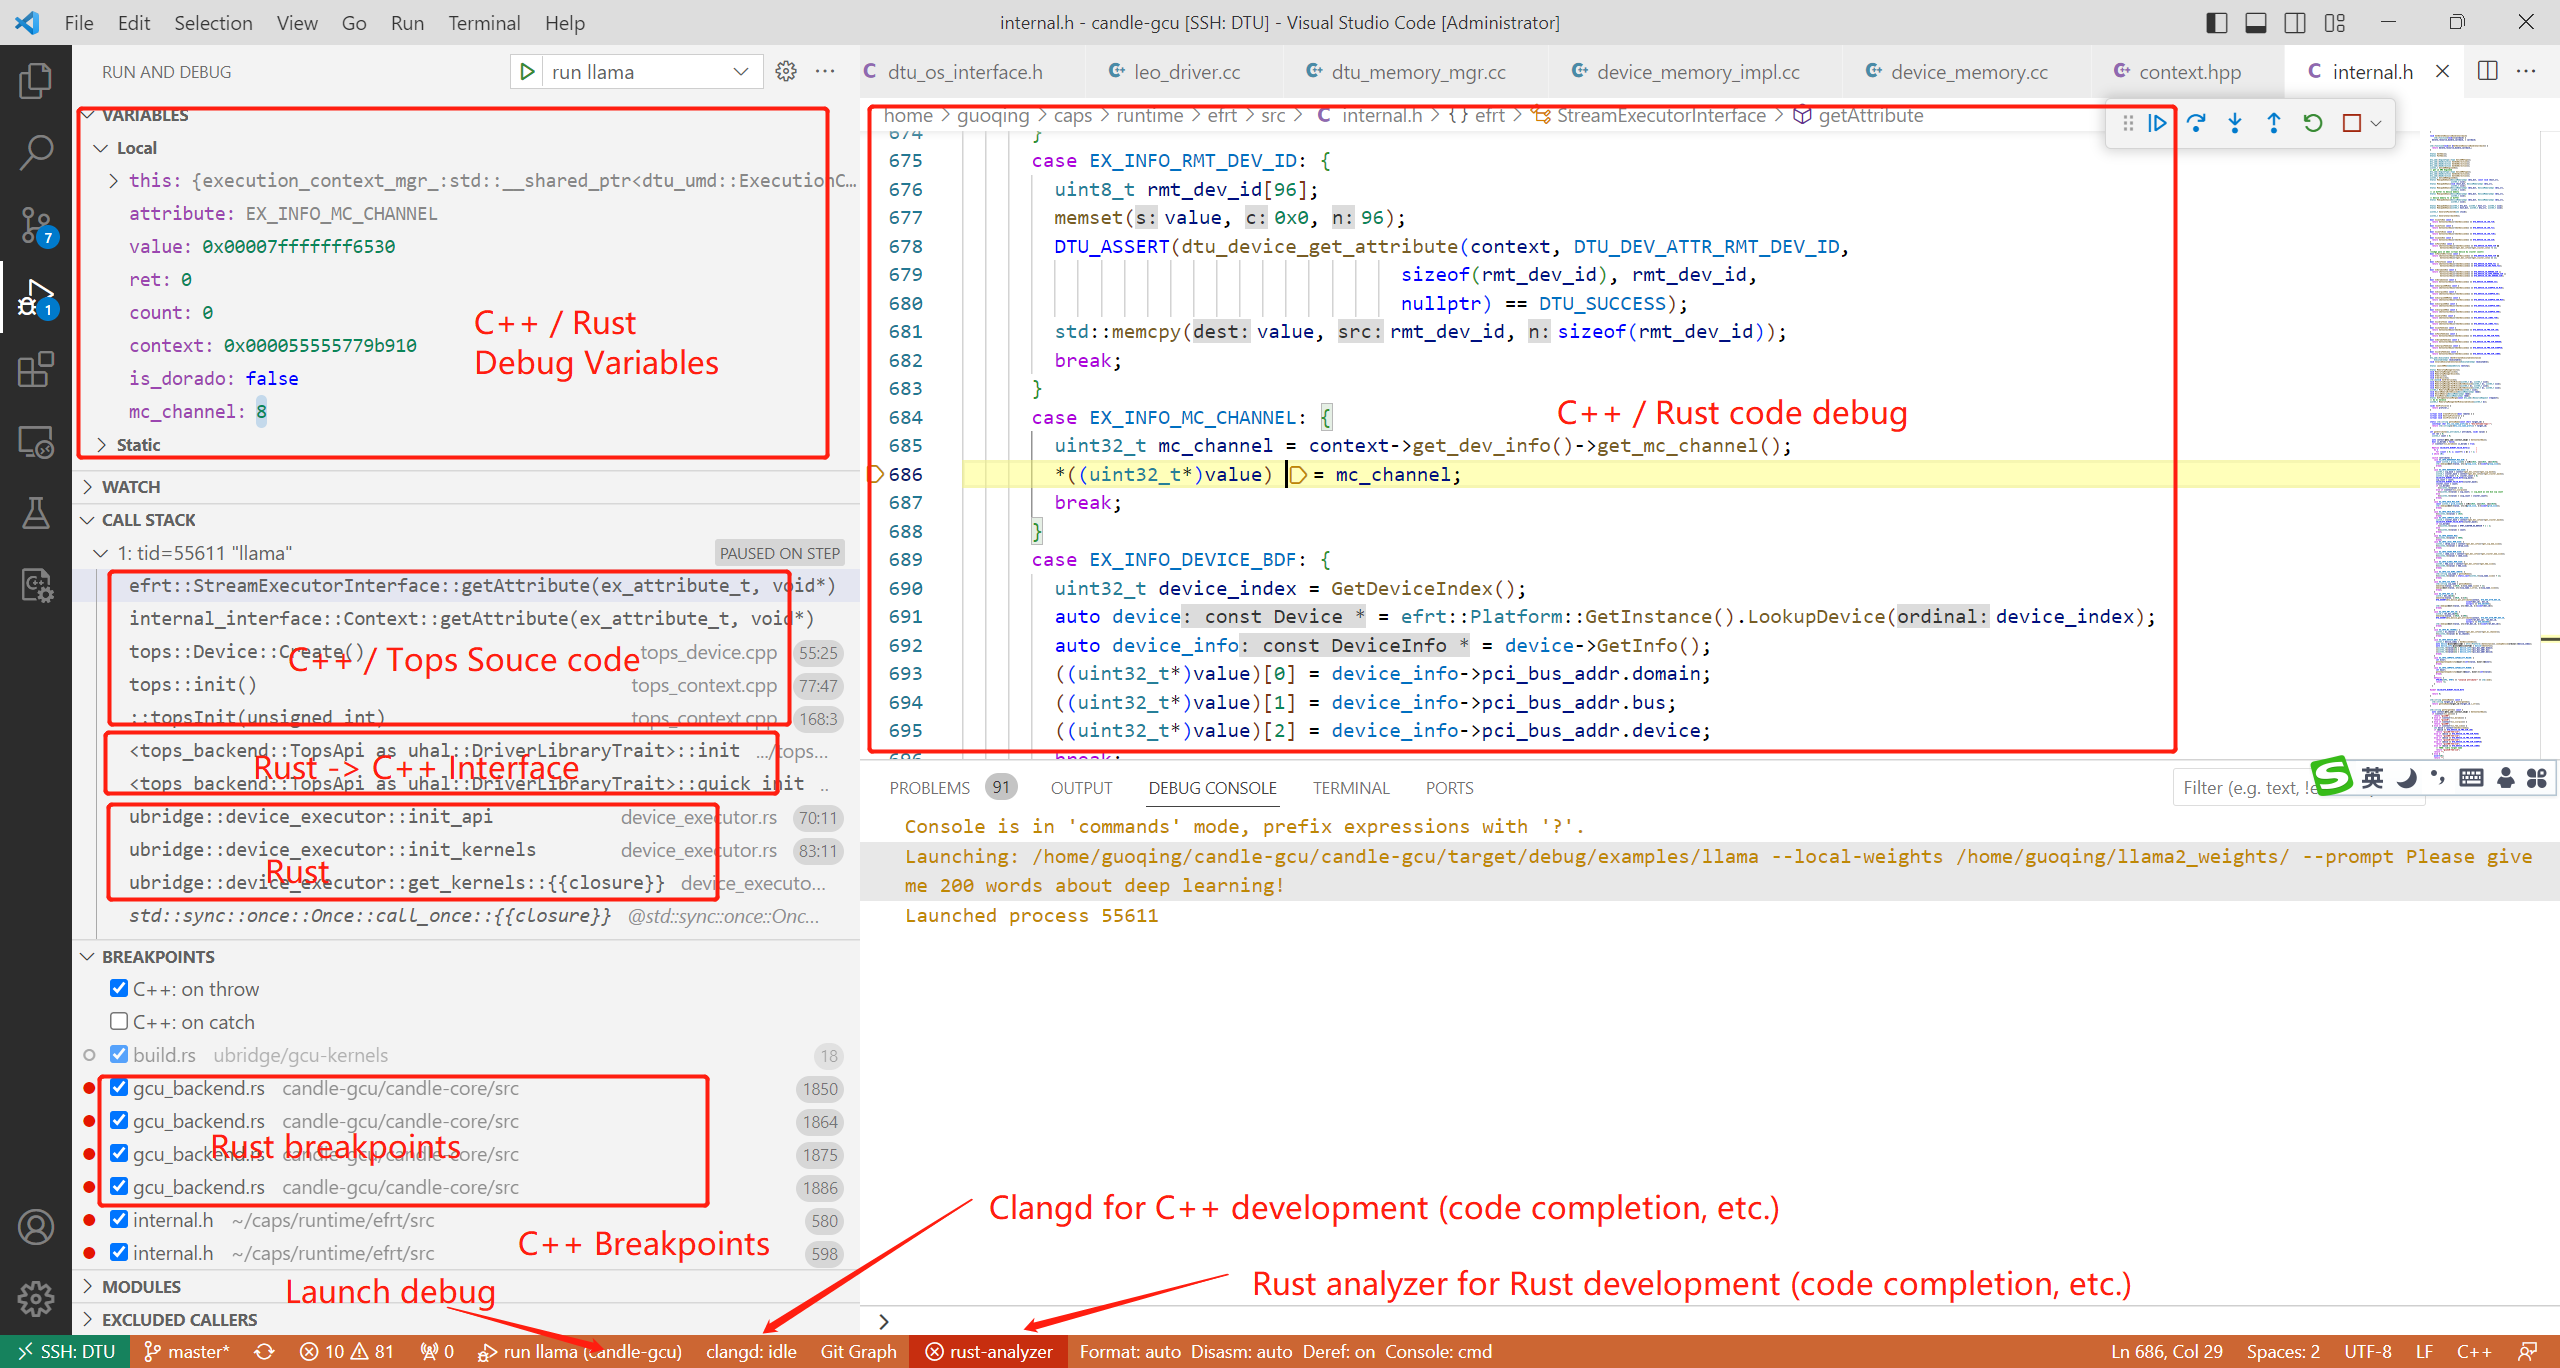 File Edit Selection View Go Run Terminal Help
internal.h - candle-gcu [SSH: DTU] - Visual Studio Code [Administrator]
RUN AND DEBUG
run llama
dtu_os_interface.h
leo_driver.cc
dtu_memory_mgr.cc
device_memory_impl.cc
device_memory.cc
context.hpp
internal.h
VARIABLES
Local
this: {execution_context_mgr_:std::__shared_ptr<dtu_umd::ExecutionC...
attribute: EX_INFO_MC_CHANNEL
value: 0x00007fffffff6530
ret: 0
count: 0
context: 0x000055555779b910
is_dorado: false
mc_channel: 8
Static
C++ / Rust
Debug Variables
WATCH
CALL STACK
1: tid=55611 "llama" PAUSED ON STEP
efrt::StreamExecutorInterface::getAttribute(ex_attribute_t, void*)
internal_interface::Context::getAttribute(ex_attribute_t, void*)
tops::Device::Create() tops_device.cpp 55:25
C++ / Tops Souce code
tops::init() tops_context.cpp 77:47
::topsInit(unsigned int) tops_context.cpp 168:3
<tops_backend::TopsApi as uhal::DriverLibraryTrait>::init .../tops...
Rust -> C++ Interface
<tops_backend::TopsApi as uhal::DriverLibraryTrait>::quick_init ..
ubridge::device_executor::init_api device_executor.rs 70:11
ubridge::device_executor::init_kernels device_executor.rs 83:11
Rust
ubridge::device_executor::get_kernels::{{closure}} device_executo...
std::sync::once::Once::call_once::{{closure}} @std::sync::once::Onc...
BREAKPOINTS
C++: on throw
C++: on catch
build.rs ubridge/gcu-kernels 18
gcu_backend.rs candle-gcu/candle-core/src 1850
gcu_backend.rs candle-gcu/candle-core/src 1864
Rust breakpoints
gcu_backend.rs candle-gcu/candle-core/src 1875
gcu_backend.rs candle-gcu/candle-core/src 1886
internal.h ~/caps/runtime/efrt/src 580
C++ Breakpoints
internal.h ~/caps/runtime/efrt/src 598
MODULES
Launch debug
EXCLUDED CALLERS
home > guoqing > caps > runtime > efrt > src > C internal.h > {} efrt > StreamExecutorInterface > getAttribute
674 }
675 case EX_INFO_RMT_DEV_ID: {
676 uint8_t rmt_dev_id[96];
677 memset(s: value, c: 0x0, n: 96);
678 DTU_ASSERT(dtu_device_get_attribute(context, DTU_DEV_ATTR_RMT_DEV_ID,
679 sizeof(rmt_dev_id), rmt_dev_id,
680 nullptr) == DTU_SUCCESS);
681 std::memcpy(dest: value, src: rmt_dev_id, n: sizeof(rmt_dev_id));
682 break;
683 }
684 case EX_INFO_MC_CHANNEL: {
C++ / Rust code debug
685 uint32_t mc_channel = context->get_dev_info()->get_mc_channel();
686 *((uint32_t*)value) = mc_channel;
687 break;
688 }
689 case EX_INFO_DEVICE_BDF: {
690 uint32_t device_index = GetDeviceIndex();
691 auto device: const Device * = efrt::Platform::GetInstance().LookupDevice(ordinal: device_index);
692 auto device_info: const DeviceInfo * = device->GetInfo();
693 ((uint32_t*)value)[0] = device_info->pci_bus_addr.domain;
694 ((uint32_t*)value)[1] = device_info->pci_bus_addr.bus;
695 ((uint32_t*)value)[2] = device_info->pci_bus_addr.device;
696 break;
PROBLEMS 91 OUTPUT DEBUG CONSOLE TERMINAL PORTS
Filter (e.g. text, !e
英
Console is in 'commands' mode, prefix expressions with '?'.
Launching: /home/guoqing/candle-gcu/candle-gcu/target/debug/examples/llama --local-weights /home/guoqing/llama2_weights/ --prompt Please give
me 200 words about deep learning!
Launched process 55611
Clangd for C++ development (code completion, etc.)
Rust analyzer for Rust development (code completion, etc.)
SSH: DTU master* 10 81 0 run llama (candle-gcu) clangd: idle Git Graph rust-analyzer Format: auto Disasm: auto Deref: on Console: cmd Ln 686, Col 29 Spaces: 2 UTF-8 LF C++
7
1